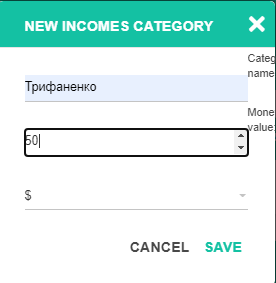 NEW INCOMES CATEGORY
Categ
name
Трифаненко
Mone
value:
50
$
CANCEL SAVE